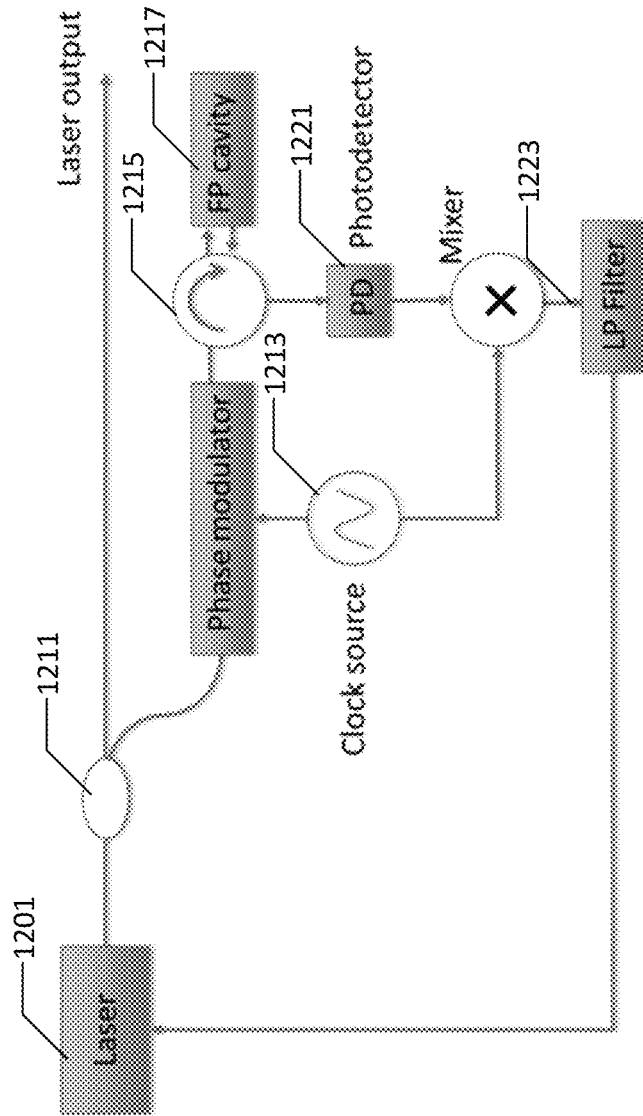 Laser output
1201
1211
1215
1217
Laser
Phase modulator
FP cavity
1213
1221
Clock source
PD
Photodetector
Mixer
×
1223
LP Filter